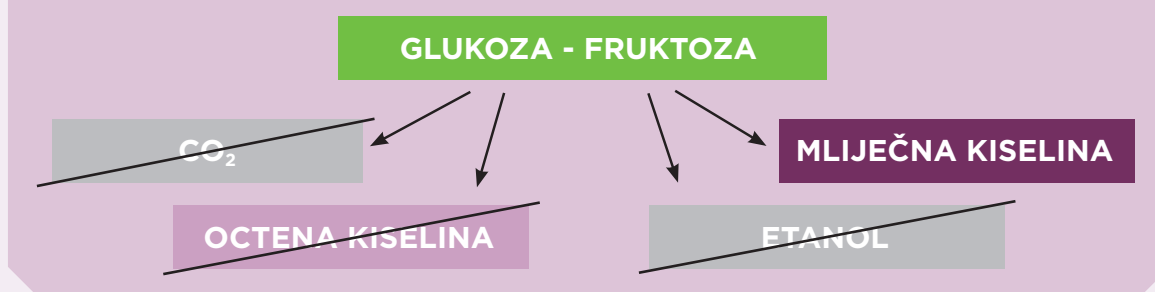 GLUKOZA - FRUKTOZA
CO₂
MLIJEČNA KISELINA
OCTENA KISELINA
ETANOL